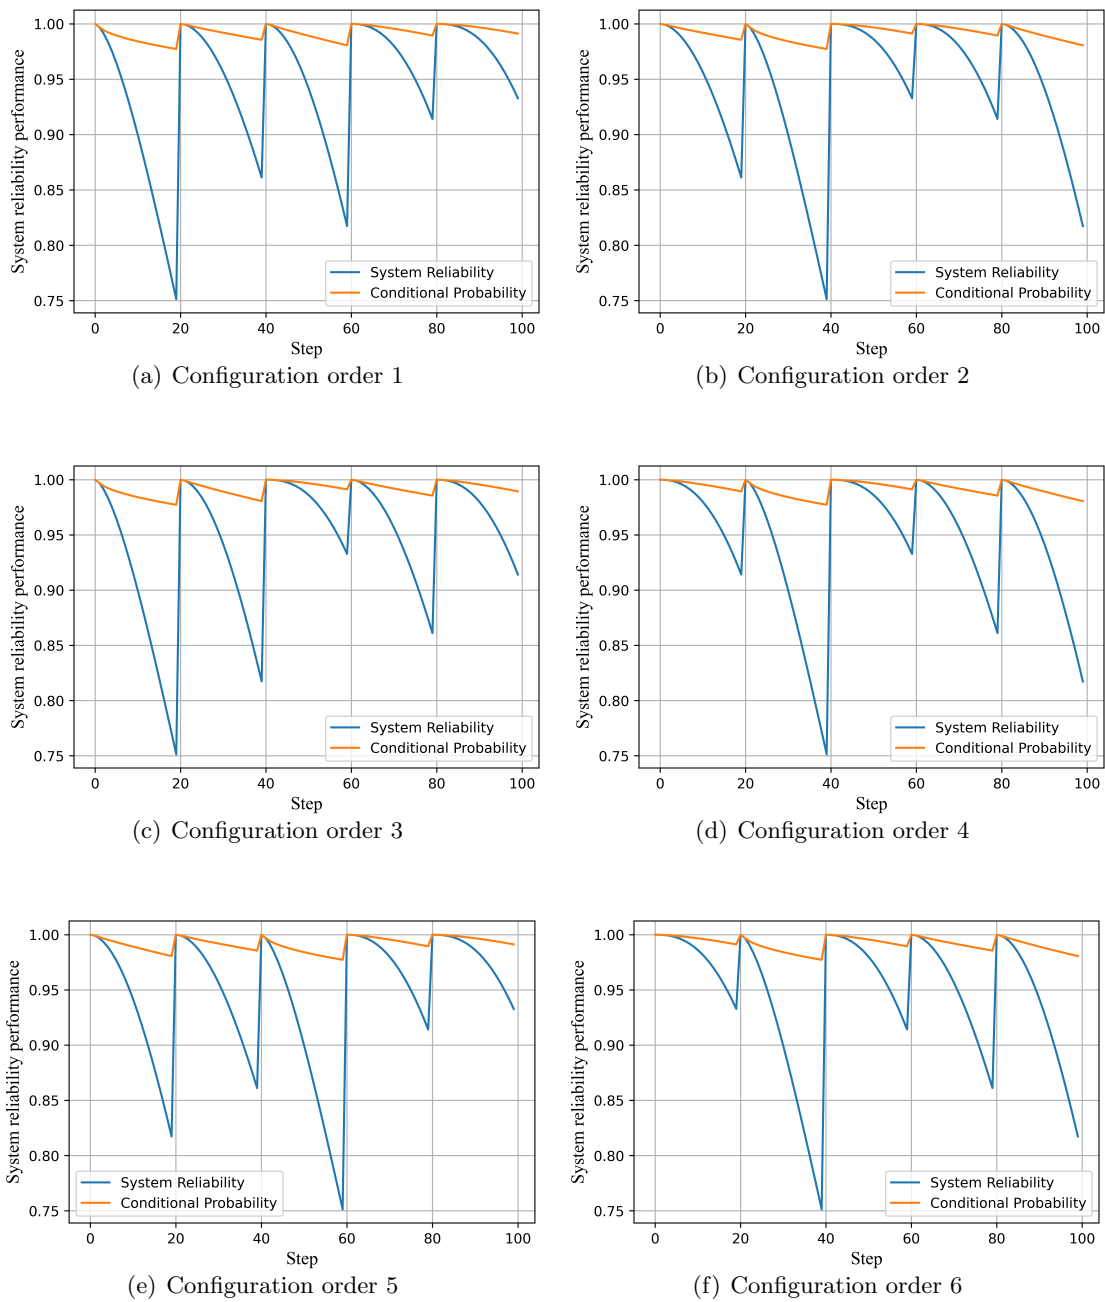 1.00
0.95
0.90
0.85
0.80
0.75
System reliability performance
System Reliability
Conditional Probability
0 20 40 60 80 100
Step
(a) Configuration order 1
1.00
0.95
0.90
0.85
0.80
0.75
System reliability performance
System Reliability
Conditional Probability
0 20 40 60 80 100
Step
(b) Configuration order 2
1.00
0.95
0.90
0.85
0.80
0.75
System reliability performance
System Reliability
Conditional Probability
0 20 40 60 80 100
Step
(c) Configuration order 3
1.00
0.95
0.90
0.85
0.80
0.75
System reliability performance
System Reliability
Conditional Probability
0 20 40 60 80 100
Step
(d) Configuration order 4
1.00
0.95
0.90
0.85
0.80
0.75
System reliability performance
System Reliability
Conditional Probability
0 20 40 60 80 100
Step
(e) Configuration order 5
1.00
0.95
0.90
0.85
0.80
0.75
System reliability performance
System Reliability
Conditional Probability
0 20 40 60 80 100
Step
(f) Configuration order 6